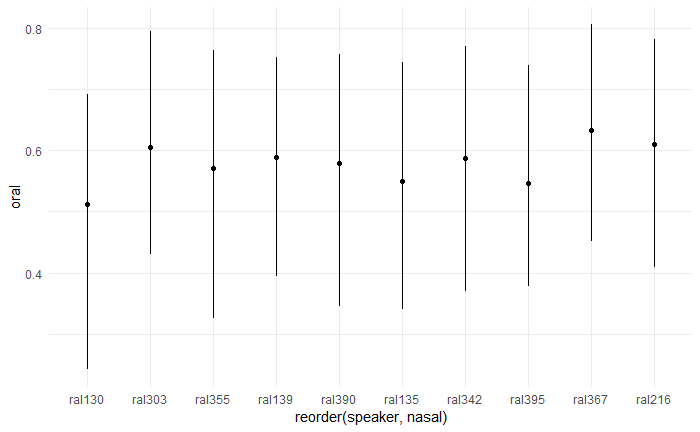 0.8
0.6
0.4
oral
ral130 ral303 ral355 ral139 ral390 ral135 ral342 ral395 ral367 ral216
reorder(speaker, nasal)